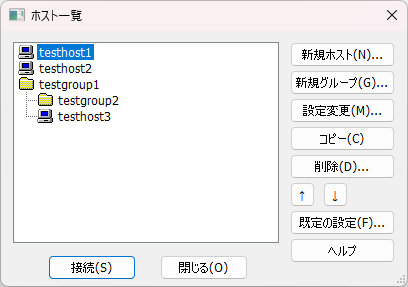 ホスト一覧
testhost1
testhost2
testgroup1
testgroup2
testhost3
新規ホスト(N)...
新規グループ(G)...
設定変更(M)...
コピー(C)
削除(D)...
↑ ↓
既定の設定(F)...
ヘルプ
接続(S)
閉じる(O)